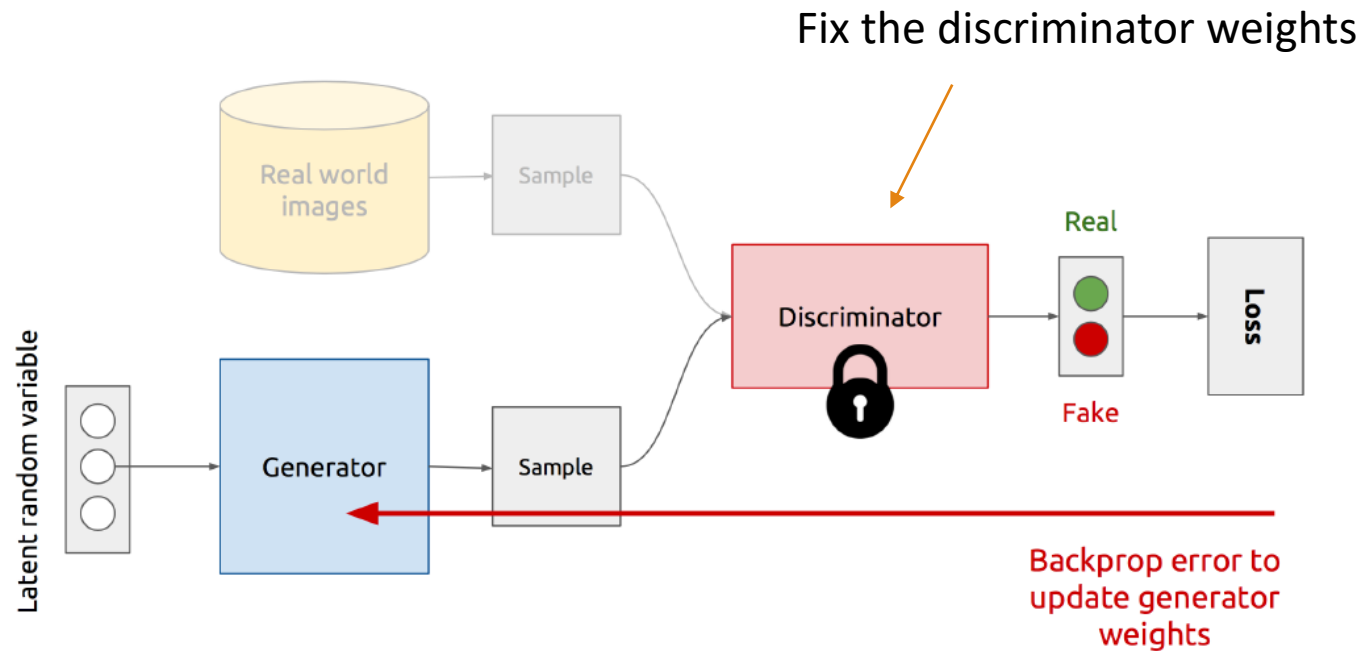 Fix the discriminator weights
Real world
images
Sample
Real
Discriminator
Loss
Fake
Latent random variable
Generator
Sample
Backprop error to
update generator
weights